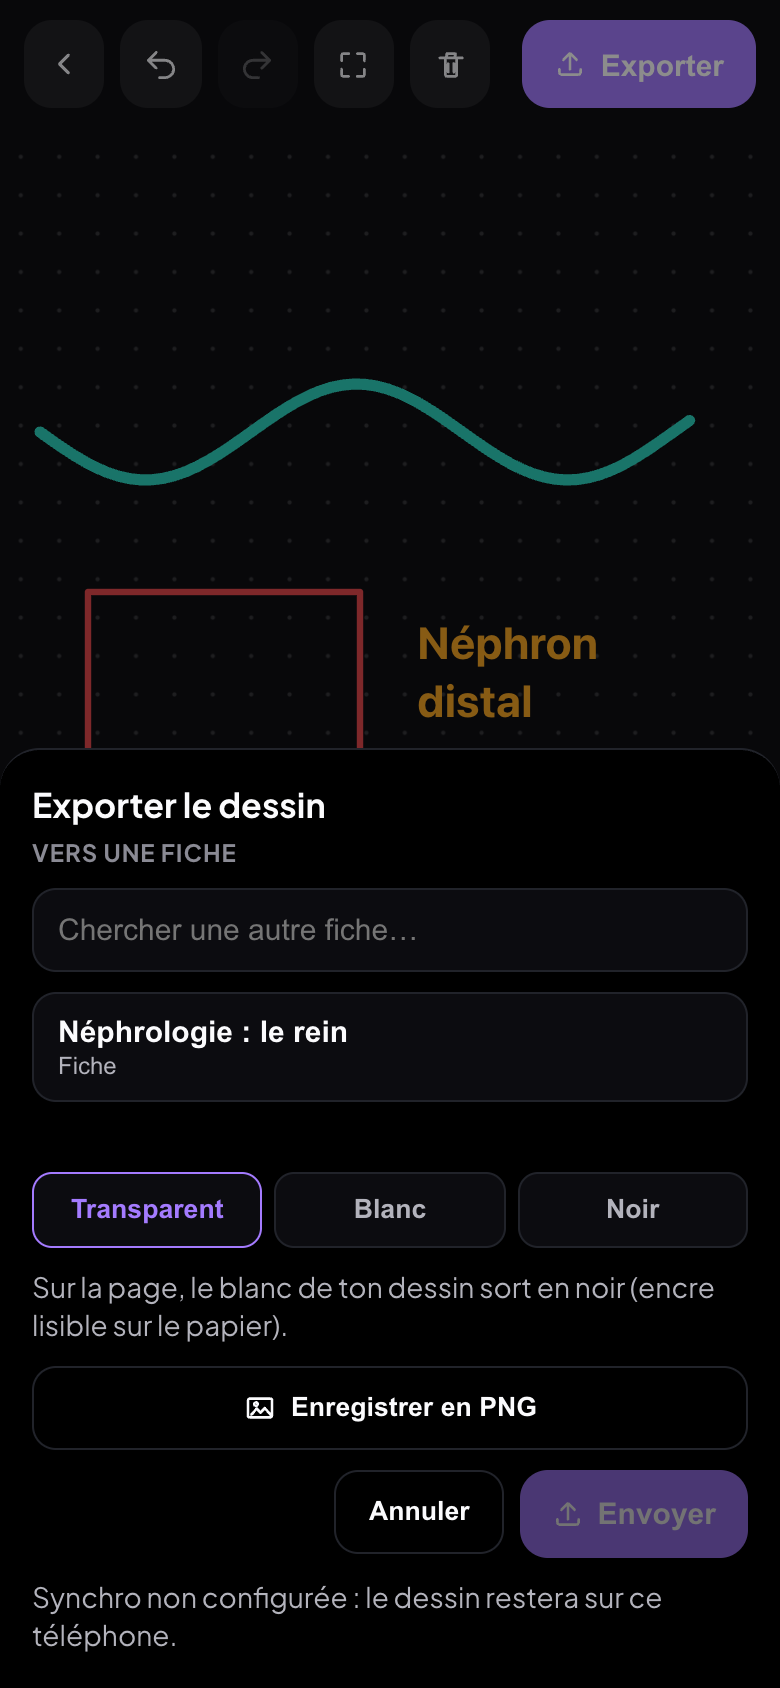 Exporter
Néphron
distal
Exporter le dessin
VERS UNE FICHE
Chercher une autre fiche...
Néphrologie : le rein
Fiche
Transparent
Blanc
Noir
Sur la page, le blanc de ton dessin sort en noir (encre
lisible sur le papier).
Enregistrer en PNG
Annuler
Envoyer
Synchro non configurée : le dessin restera sur ce
téléphone.